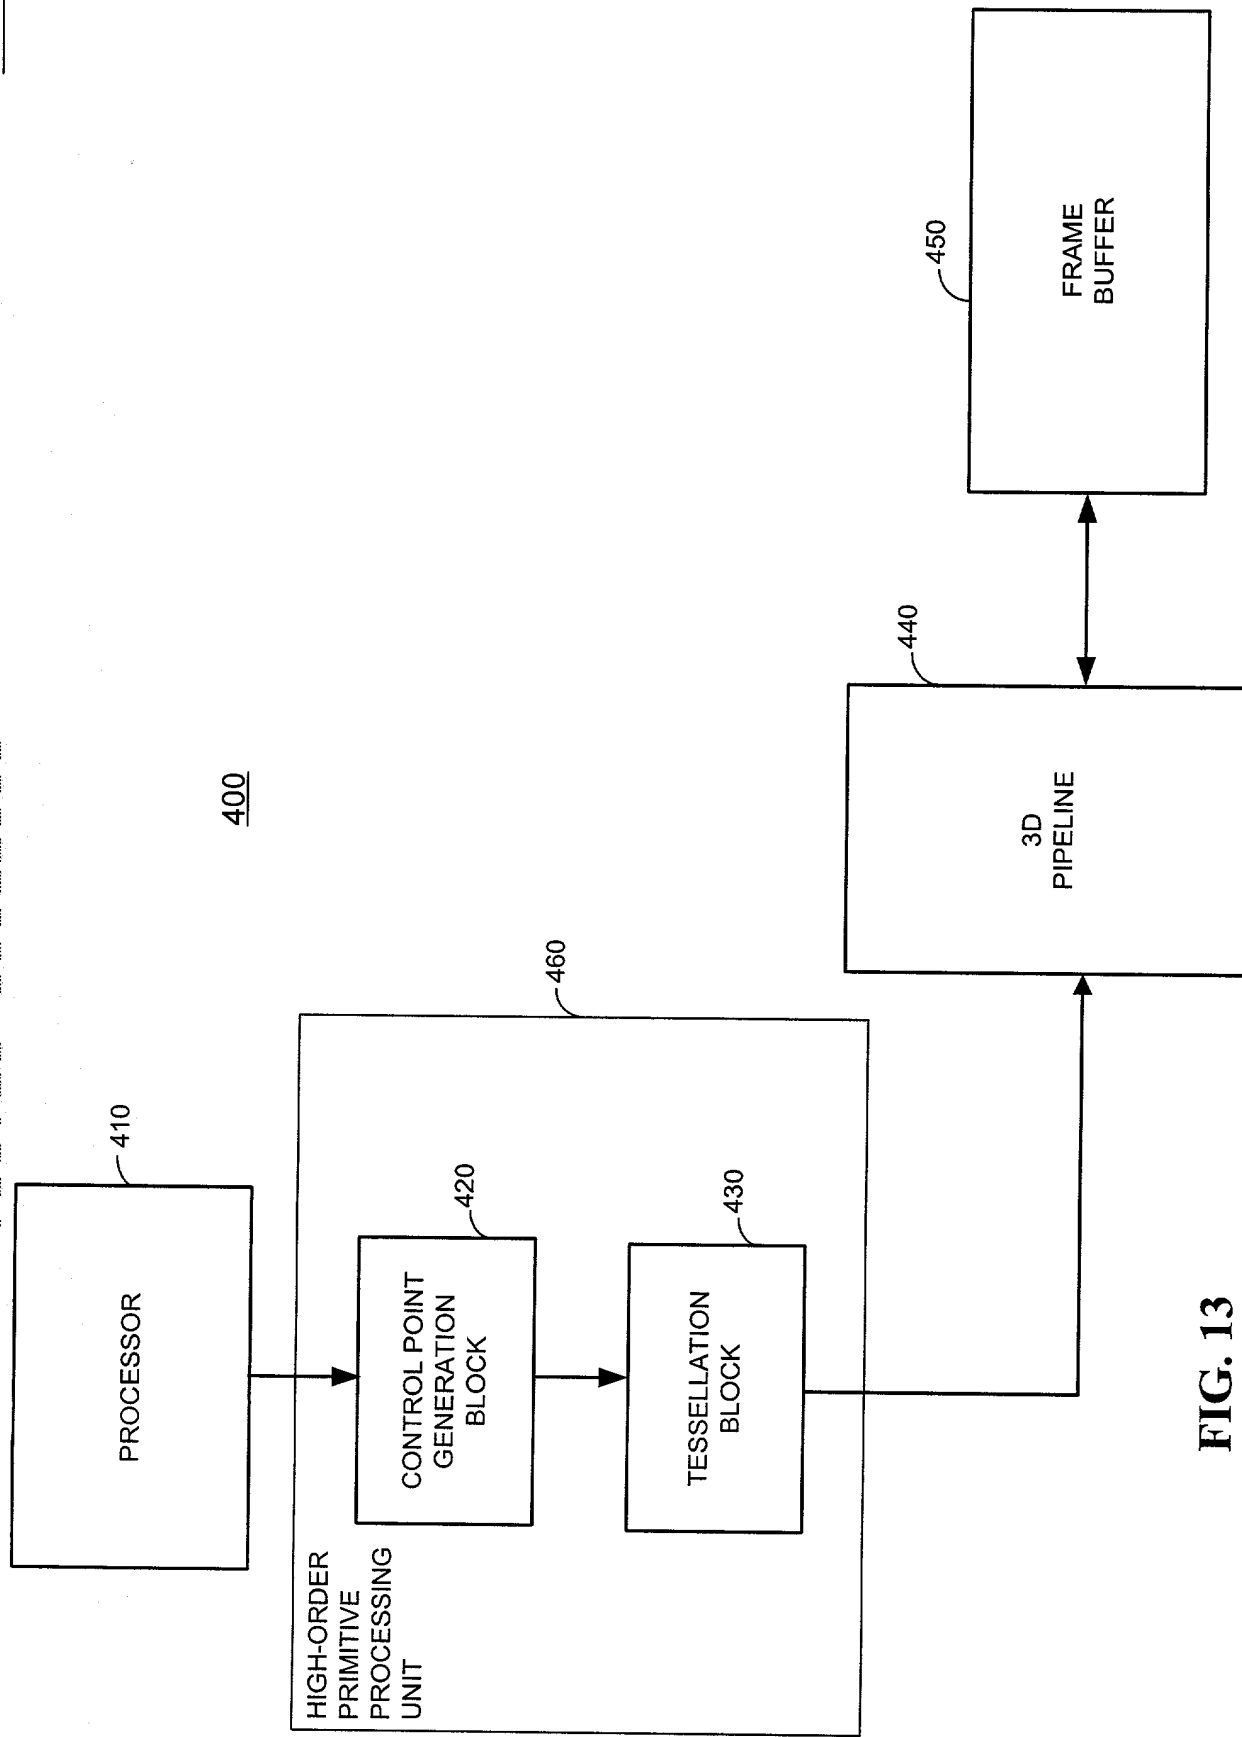 400
410
PROCESSOR
460
HIGH-ORDER
PRIMITIVE
PROCESSING
UNIT
420
CONTROL POINT
GENERATION
BLOCK
430
TESSELLATION
BLOCK
440
3D
PIPELINE
450
FRAME
BUFFER
FIG. 13